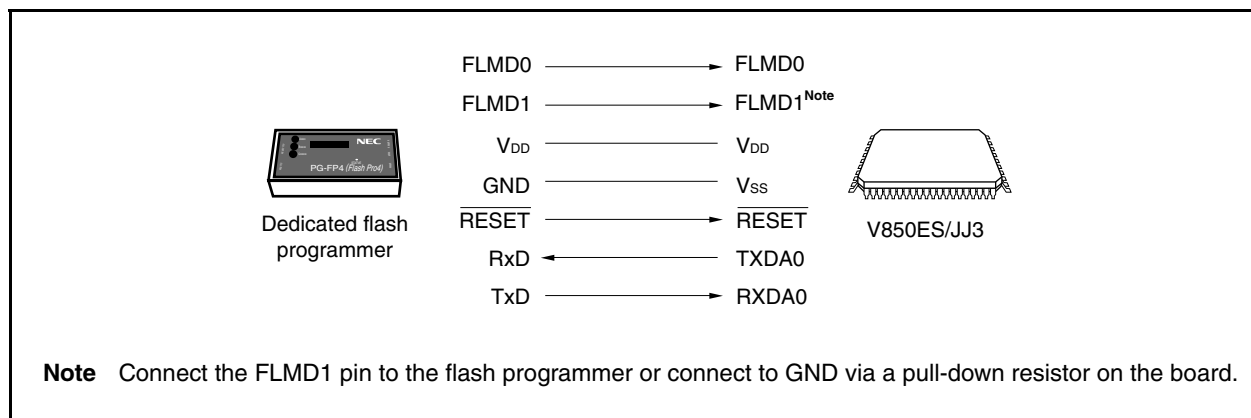 FLMD0 FLMD0
FLMD1 FLMD1Note
VDD VDD
GND VSS
RESET RESET
RxD TXDA0
TxD RXDA0
NEC
PG-FP4 (Flash Pro4)
Dedicated flash
programmer
V850ES/JJ3
Note Connect the FLMD1 pin to the flash programmer or connect to GND via a pull-down resistor on the board.